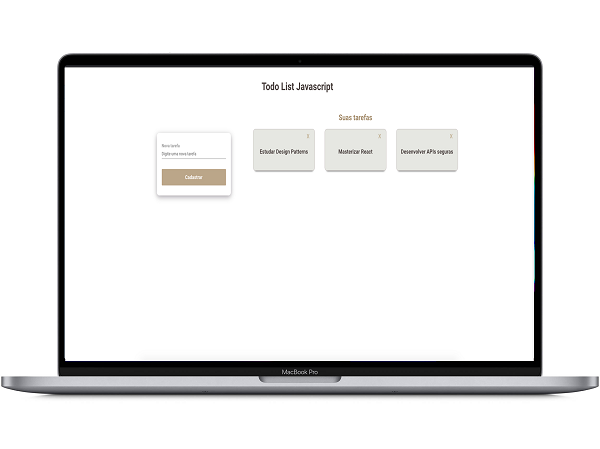 Todo List Javascript
Suas tarefas
Nova tarefa
Digite uma nova tarefa
Cadastrar
X
Estudar Design Patterns
X
Masterizar React
X
Desenvolver APIs seguras
MacBook Pro